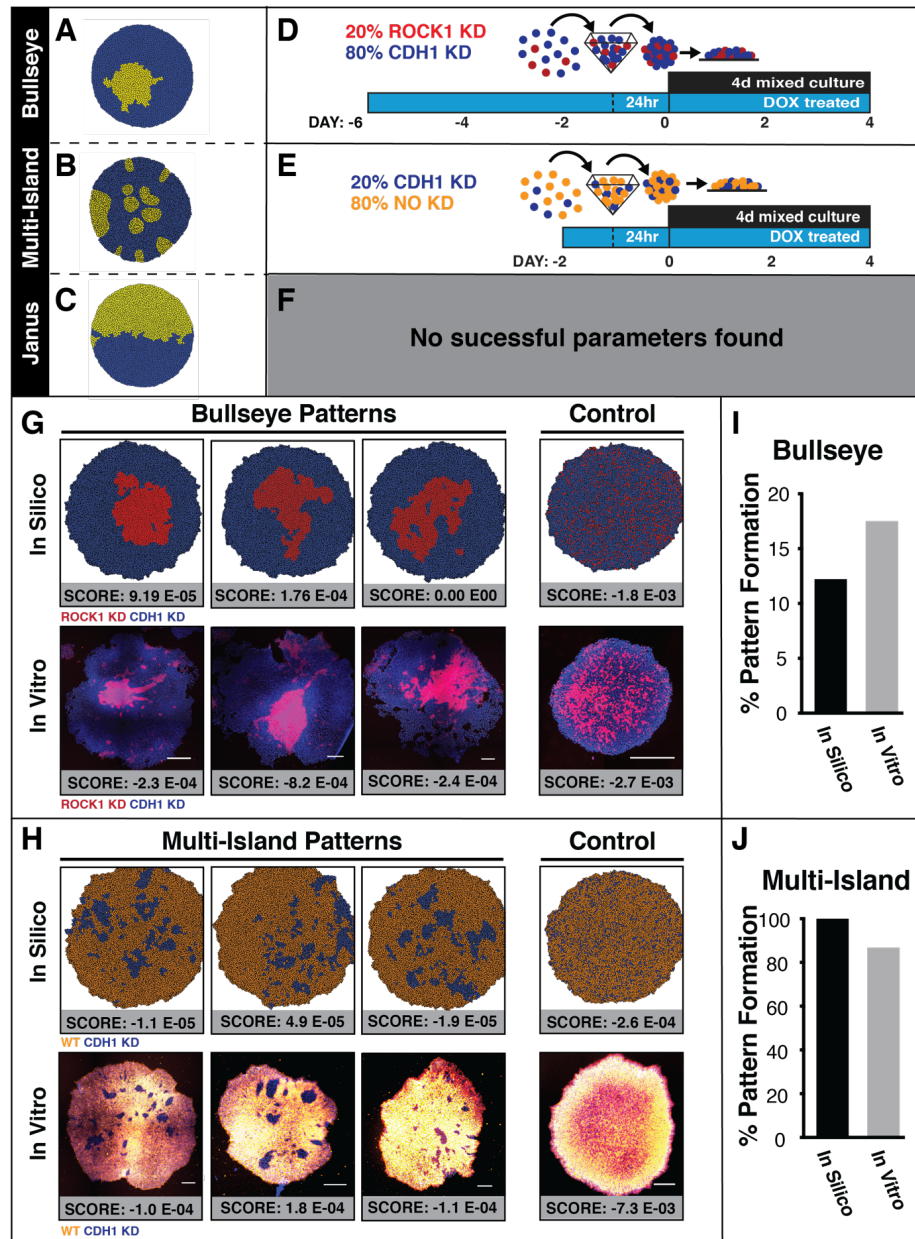 Bullseye
A
D
20% ROCK1 KD
80% CDH1 KD
4d mixed culture
24hr
DOX treated
DAY: -6
-4
-2
0
2
4
Multi-Island
B
E
20% CDH1 KD
80% NO KD
4d mixed culture
24hr
DOX treated
DAY: -2
0
2
4
Janus
C
F
No sucessful parameters found
G
Bullseye Patterns
Control
In Silico
SCORE: 9.19 E-05
SCORE: 1.76 E-04
SCORE: 0.00 E00
SCORE: -1.8 E-03
ROCK1 KD CDH1 KD
In Vitro
SCORE: -2.3 E-04
SCORE: -8.2 E-04
SCORE: -2.4 E-04
SCORE: -2.7 E-03
ROCK1 KD CDH1 KD
I
Bullseye
% Pattern Formation
20
15
10
5
0
In Silico
In Vitro
H
Multi-Island Patterns
Control
In Silico
SCORE: -1.1 E-05
SCORE: 4.9 E-05
SCORE: -1.9 E-05
SCORE: -2.6 E-04
WT CDH1 KD
In Vitro
SCORE: -1.0 E-04
SCORE: 1.8 E-04
SCORE: -1.1 E-04
SCORE: -7.3 E-03
WT CDH1 KD
J
Multi-Island
% Pattern Formation
100
80
60
40
20
0
In Silico
In Vitro